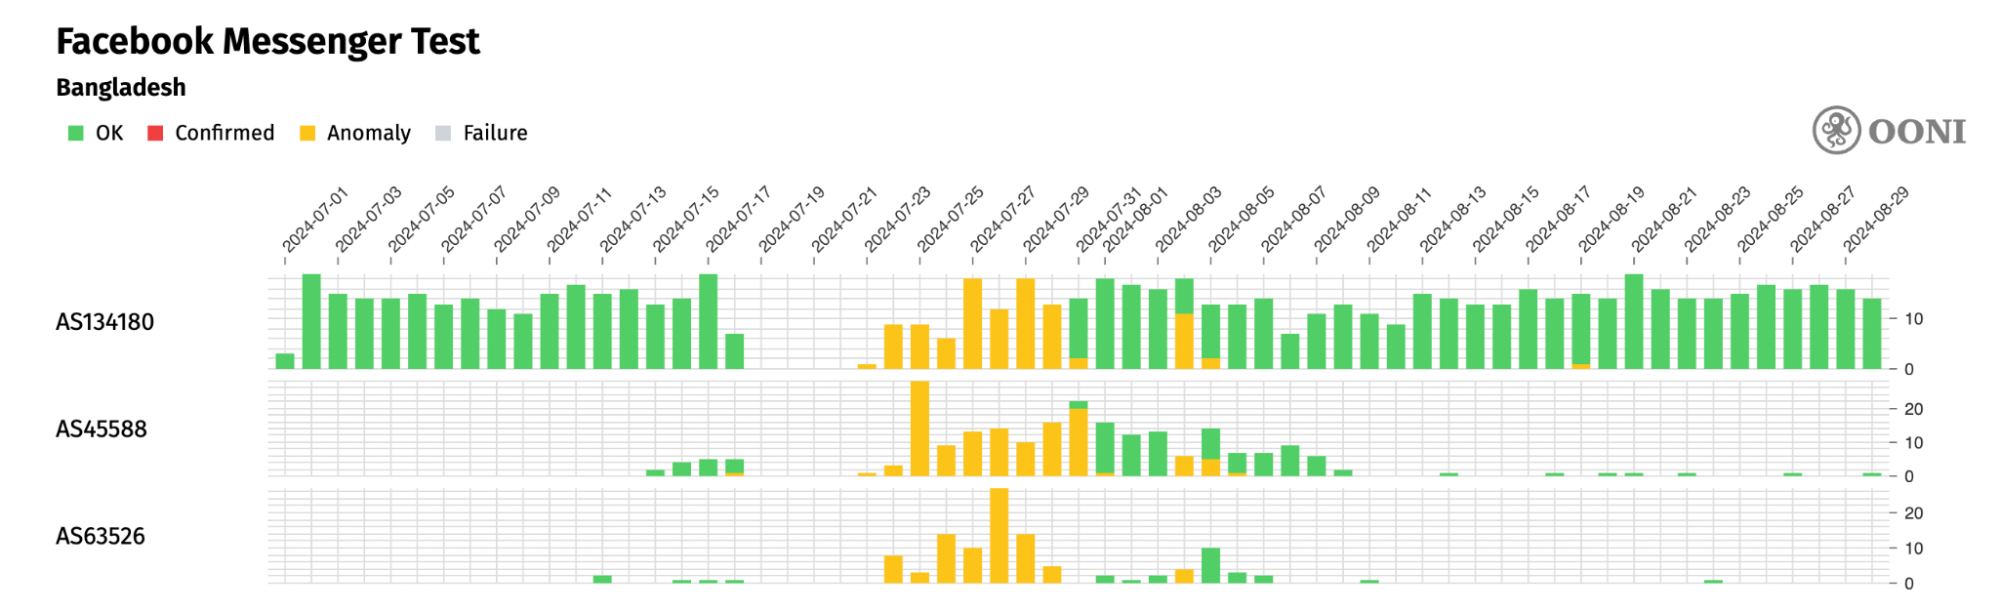 Facebook Messenger Test
Bangladesh
OK Confirmed Anomaly Failure
OONI
2024-07-01 2024-07-03 2024-07-05 2024-07-07 2024-07-09 2024-07-11 2024-07-13 2024-07-15 2024-07-17 2024-07-19 2024-07-21 2024-07-23 2024-07-25 2024-07-27 2024-07-29 2024-07-31 2024-08-01 2024-08-03 2024-08-05 2024-08-07 2024-08-09 2024-08-11 2024-08-13 2024-08-15 2024-08-17 2024-08-19 2024-08-21 2024-08-23 2024-08-25 2024-08-27 2024-08-29
AS134180
10
0
AS45588
20
10
0
AS63526
20
10
0